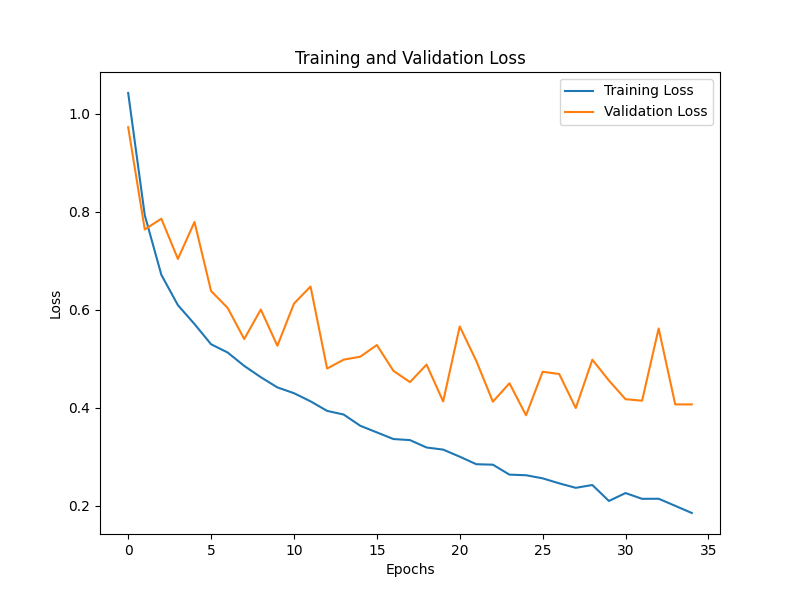 Training and Validation Loss
Training Loss
Validation Loss
1.0
0.8
0.6
0.4
0.2
Loss
0 5 10 15 20 25 30 35
Epochs